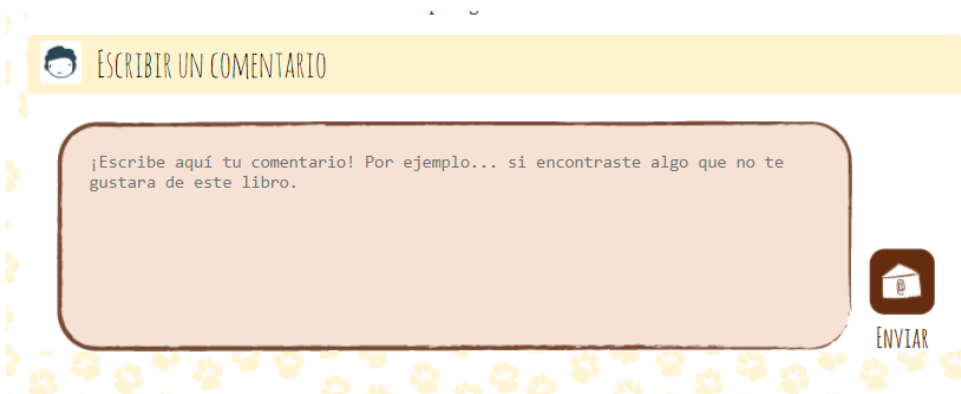 Escribir un comentario
¡Escribe aquí tu comentario! Por ejemplo... si encontraste algo que no te
gustara de este libro.
@
Enviar